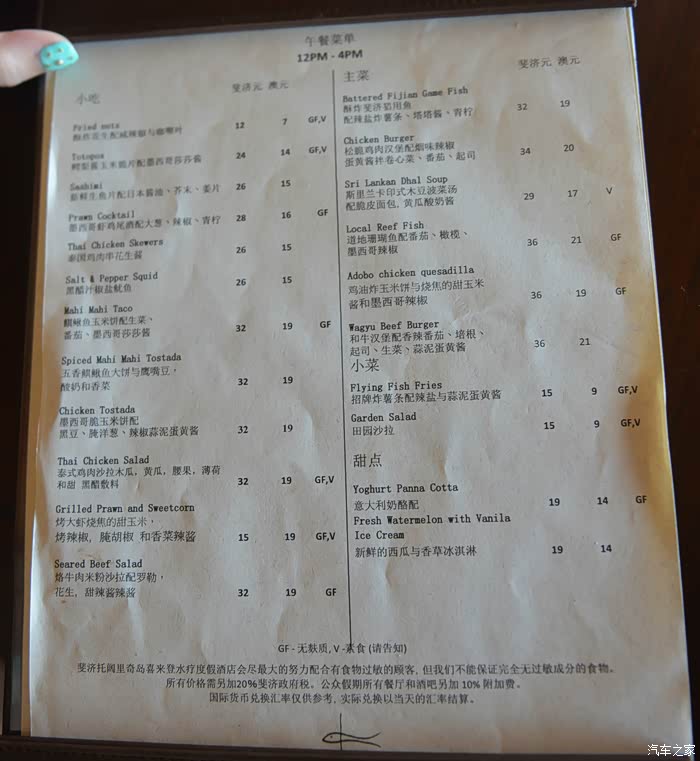 午餐菜单
12PM - 4PM
小吃
斐济元 澳元
Fried nuts 12 7 GF,V
酥炸花生配咸辣椒与咖喱叶
Totopos 24 14 GF,V
鳄梨酱玉米脆片配墨西哥莎莎酱
Sashimi 26 15
新鲜生鱼片配日本酱油、芥末、姜片
Prawn Cocktail 28 16 GF
墨西哥虾鸡尾酒配大葱、辣椒、青柠
Thai Chicken Skewers 26 15
泰国鸡肉串花生酱
Salt & Pepper Squid 26 15
黑醋汁椒盐鱿鱼
Mahi Mahi Taco
鲯鳅鱼玉米饼配生菜、
番茄、墨西哥莎莎酱 32 19 GF
Spiced Mahi Mahi Tostada
五香鲯鳅鱼大饼与鹰嘴豆,
酸奶和香菜 32 19
Chicken Tostada
墨西哥脆玉米饼配
黑豆、腌洋葱、辣椒蒜泥蛋黄酱 32 19
Thai Chicken Salad
泰式鸡肉沙拉木瓜, 黄瓜, 腰果, 薄荷
和甜 黑醋敷料 32 19 GF,V
Grilled Prawn and Sweetcorn
烤大虾烧焦的甜玉米,
烤辣椒, 腌胡椒 和香菜辣酱 15 19 GF,V
Seared Beef Salad
烙牛肉米粉沙拉配罗勒,
花生, 甜辣酱辣酱 32 19 GF
主菜
斐济元 澳元
Battered Fijian Game Fish
酥炸斐济猎用鱼 32 19
配辣盐炸薯条、塔塔酱、青柠
Chicken Burger
松脆鸡肉汉堡配烟味辣椒 34 20
蛋黄酱拌卷心菜、番茄、起司
Sri Lankan Dhal Soup
斯里兰卡印式木豆波菜汤 29 17 V
配脆皮面包, 黄瓜酸奶酱
Local Reef Fish
道地珊瑚鱼配番茄、橄榄、 36 21 GF
墨西哥辣椒
Adobo chicken quesadilla
鸡油炸玉米饼与烧焦的甜玉米 36 19 GF
酱和墨西哥辣椒
Wagyu Beef Burger
和牛汉堡配香辣番茄、培根、 36 21
起司、生菜、蒜泥蛋黄酱
小菜
Flying Fish Fries 15 9 GF,V
招牌炸薯条配辣盐与蒜泥蛋黄酱
Garden Salad 15 9 GF,V
田园沙拉
甜点
Yoghurt Panna Cotta
意大利奶酪配 19 14 GF
Fresh Watermelon with Vanila
Ice Cream
新鲜的西瓜与香草冰淇淋 19 14
GF - 无麸质, V -素食 (请告知)
斐济托阔里奇岛喜来登水疗度假酒店会尽最大的努力配合有食物过敏的顾客, 但我们不能保证完全无过敏成分的食物。
所有价格需另加20%斐济政府税。公众假期所有餐厅和酒吧另加 10% 附加费。
国际货币兑换汇率仅供参考, 实际兑换以当天的汇率结算。
汽车之家